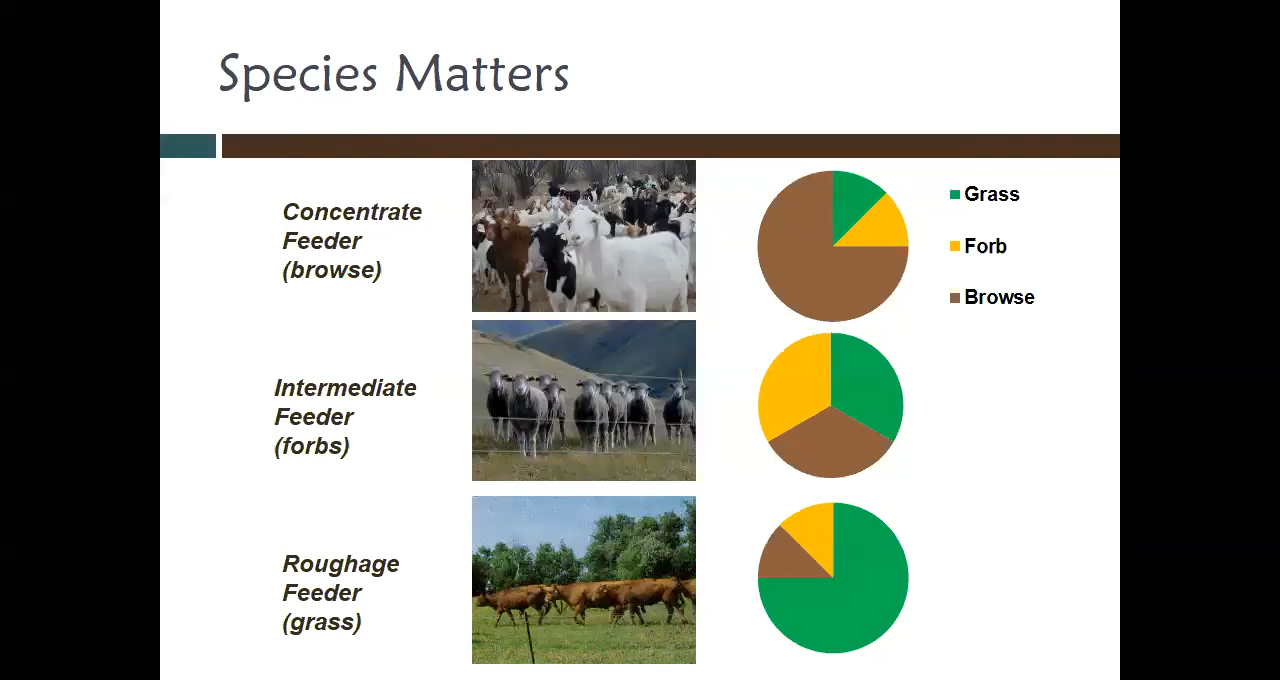 Species Matters
Concentrate
Feeder
(browse)
Grass
Forb
Browse
Intermediate
Feeder
(forbs)
Roughage
Feeder
(grass)